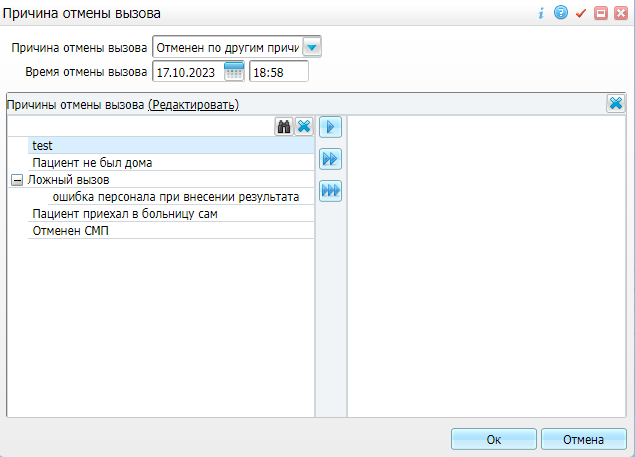 Причина отмены вызова
Причина отмены вызова Отменен по другим причи
Время отмены вызова 17.10.2023 18:58
Причины отмены вызова (Редактировать)
test
Пациент не был дома
Ложный вызов
ошибка персонала при внесении результата
Пациент приехал в больницу сам
Отменен СМП
Ок Отмена